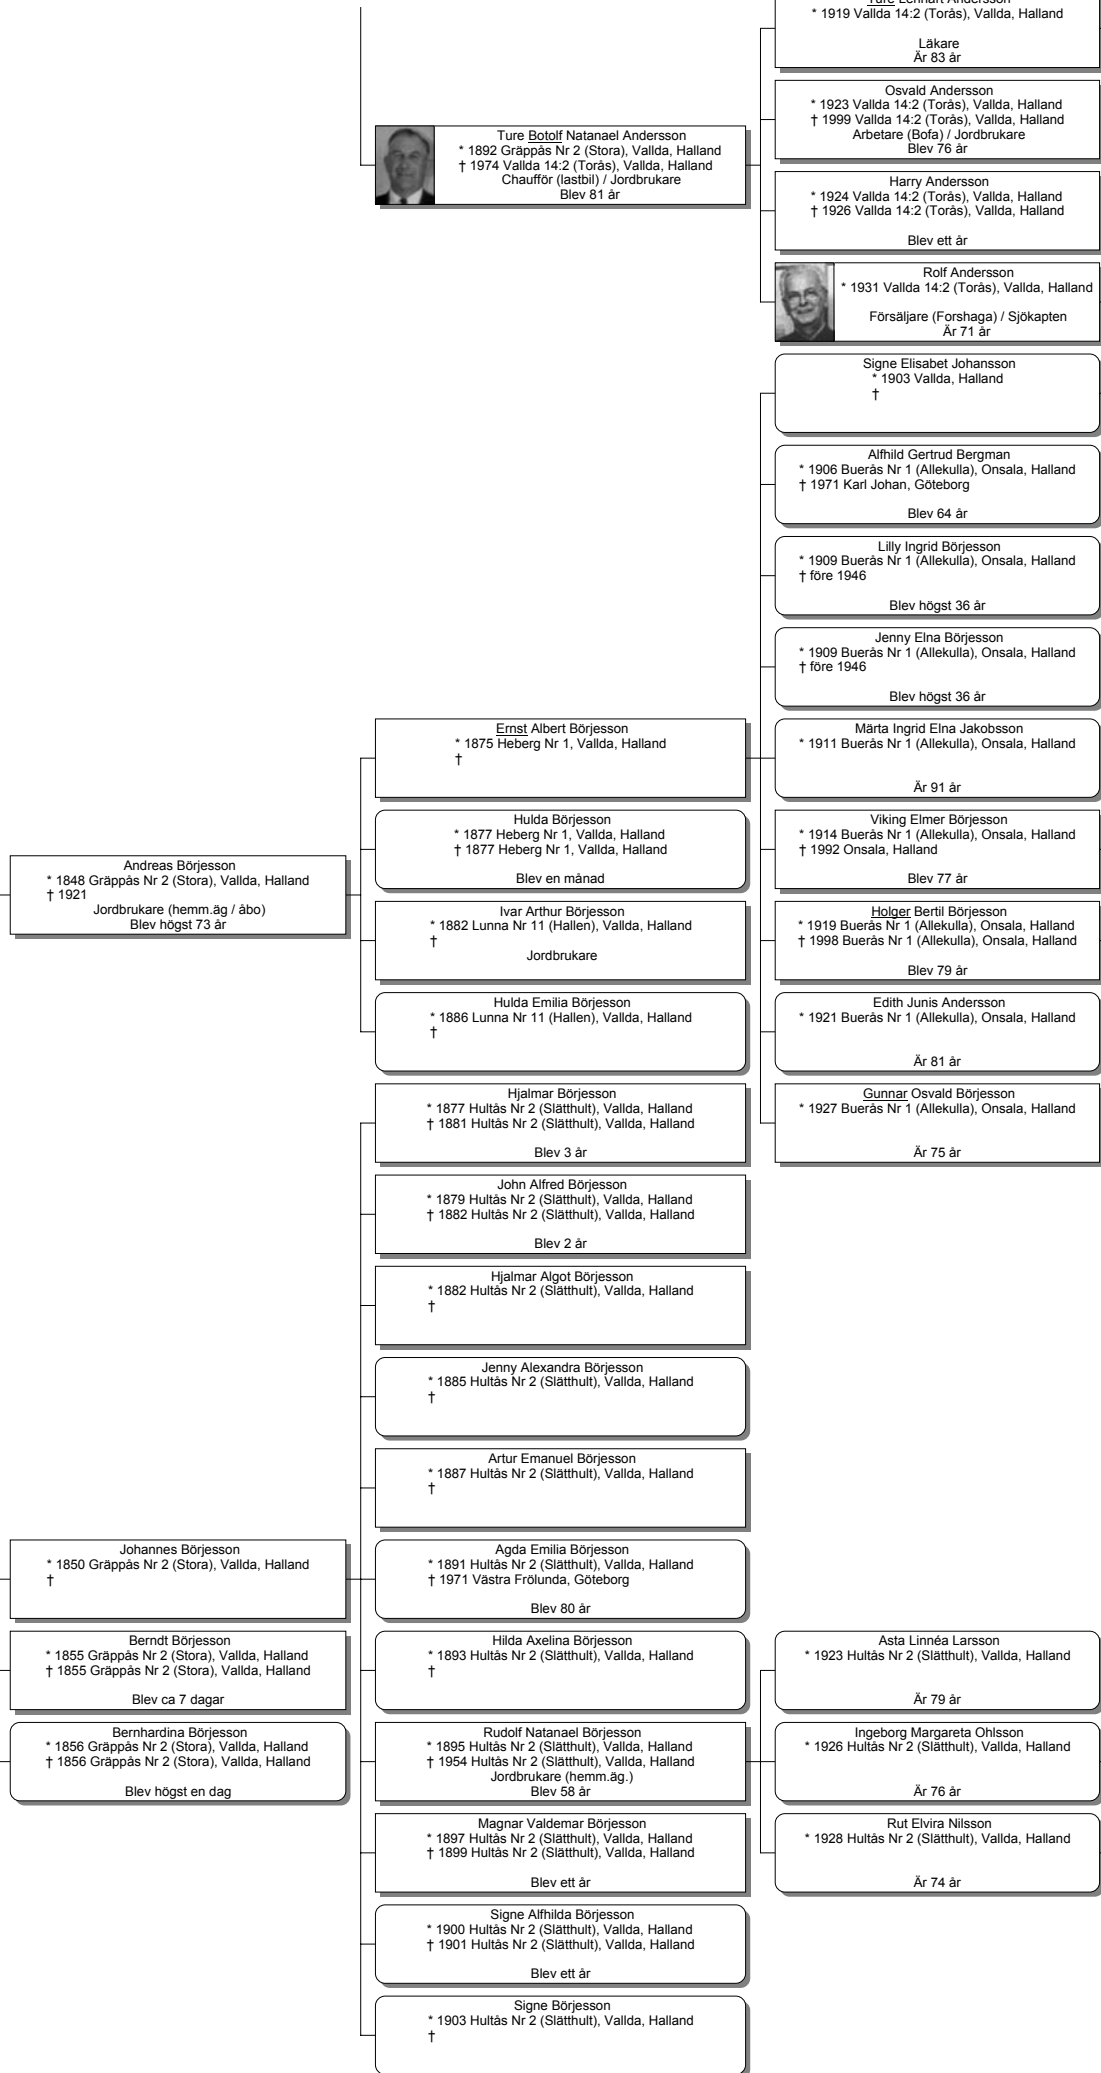 Ture Lennart Andersson
* 1919 Vallda 14:2 (Torås), Vallda, Halland
Läkare
Är 83 år
Osvald Andersson
* 1923 Vallda 14:2 (Torås), Vallda, Halland
† 1999 Vallda 14:2 (Torås), Vallda, Halland
Arbetare (Bofa) / Jordbrukare
Blev 76 år
Ture Botolf Natanael Andersson
* 1892 Gräppås Nr 2 (Stora), Vallda, Halland
† 1974 Vallda 14:2 (Torås), Vallda, Halland
Chaufför (lastbil) / Jordbrukare
Blev 81 år
Harry Andersson
* 1924 Vallda 14:2 (Torås), Vallda, Halland
† 1926 Vallda 14:2 (Torås), Vallda, Halland
Blev ett år
Rolf Andersson
* 1931 Vallda 14:2 (Torås), Vallda, Halland
Försäljare (Forshaga) / Sjökapten
Är 71 år
Signe Elisabet Johansson
* 1903 Vallda, Halland
†
Alfhild Gertrud Bergman
* 1906 Buerås Nr 1 (Allekulla), Onsala, Halland
† 1971 Karl Johan, Göteborg
Blev 64 år
Lilly Ingrid Börjesson
* 1909 Buerås Nr 1 (Allekulla), Onsala, Halland
† före 1946
Blev högst 36 år
Jenny Elna Börjesson
* 1909 Buerås Nr 1 (Allekulla), Onsala, Halland
† före 1946
Blev högst 36 år
Ernst Albert Börjesson
* 1875 Heberg Nr 1, Vallda, Halland
†
Märta Ingrid Elna Jakobsson
* 1911 Buerås Nr 1 (Allekulla), Onsala, Halland
Är 91 år
Hulda Börjesson
* 1877 Heberg Nr 1, Vallda, Halland
† 1877 Heberg Nr 1, Vallda, Halland
Blev en månad
Viking Elmer Börjesson
* 1914 Buerås Nr 1 (Allekulla), Onsala, Halland
† 1992 Onsala, Halland
Blev 77 år
Andreas Börjesson
* 1848 Gräppås Nr 2 (Stora), Vallda, Halland
† 1921
Jordbrukare (hemm.äg / åbo)
Blev högst 73 år
Ivar Arthur Börjesson
* 1882 Lunna Nr 11 (Hallen), Vallda, Halland
†
Jordbrukare
Holger Bertil Börjesson
* 1919 Buerås Nr 1 (Allekulla), Onsala, Halland
† 1998 Buerås Nr 1 (Allekulla), Onsala, Halland
Blev 79 år
Hulda Emilia Börjesson
* 1886 Lunna Nr 11 (Hallen), Vallda, Halland
†
Edith Junis Andersson
* 1921 Buerås Nr 1 (Allekulla), Onsala, Halland
Är 81 år
Hjalmar Börjesson
* 1877 Hultås Nr 2 (Slätthult), Vallda, Halland
† 1881 Hultås Nr 2 (Slätthult), Vallda, Halland
Blev 3 år
Gunnar Osvald Börjesson
* 1927 Buerås Nr 1 (Allekulla), Onsala, Halland
Är 75 år
John Alfred Börjesson
* 1879 Hultås Nr 2 (Slätthult), Vallda, Halland
† 1882 Hultås Nr 2 (Slätthult), Vallda, Halland
Blev 2 år
Hjalmar Algot Börjesson
* 1882 Hultås Nr 2 (Slätthult), Vallda, Halland
†
Jenny Alexandra Börjesson
* 1885 Hultås Nr 2 (Slätthult), Vallda, Halland
†
Artur Emanuel Börjesson
* 1887 Hultås Nr 2 (Slätthult), Vallda, Halland
†
Johannes Börjesson
* 1850 Gräppås Nr 2 (Stora), Vallda, Halland
†
Agda Emilia Börjesson
* 1891 Hultås Nr 2 (Slätthult), Vallda, Halland
† 1971 Västra Frölunda, Göteborg
Blev 80 år
Berndt Börjesson
* 1855 Gräppås Nr 2 (Stora), Vallda, Halland
† 1855 Gräppås Nr 2 (Stora), Vallda, Halland
Blev ca 7 dagar
Hilda Axelina Börjesson
* 1893 Hultås Nr 2 (Slätthult), Vallda, Halland
†
Asta Linnéa Larsson
* 1923 Hultås Nr 2 (Slätthult), Vallda, Halland
Är 79 år
Bernhardina Börjesson
* 1856 Gräppås Nr 2 (Stora), Vallda, Halland
† 1856 Gräppås Nr 2 (Stora), Vallda, Halland
Blev högst en dag
Rudolf Natanael Börjesson
* 1895 Hultås Nr 2 (Slätthult), Vallda, Halland
† 1954 Hultås Nr 2 (Slätthult), Vallda, Halland
Jordbrukare (hemm.äg.)
Blev 58 år
Ingeborg Margareta Ohlsson
* 1926 Hultås Nr 2 (Slätthult), Vallda, Halland
Är 76 år
Magnar Valdemar Börjesson
* 1897 Hultås Nr 2 (Slätthult), Vallda, Halland
† 1899 Hultås Nr 2 (Slätthult), Vallda, Halland
Blev ett år
Rut Elvira Nilsson
* 1928 Hultås Nr 2 (Slätthult), Vallda, Halland
Är 74 år
Signe Alfhilda Börjesson
* 1900 Hultås Nr 2 (Slätthult), Vallda, Halland
† 1901 Hultås Nr 2 (Slätthult), Vallda, Halland
Blev ett år
Signe Börjesson
* 1903 Hultås Nr 2 (Slätthult), Vallda, Halland
†